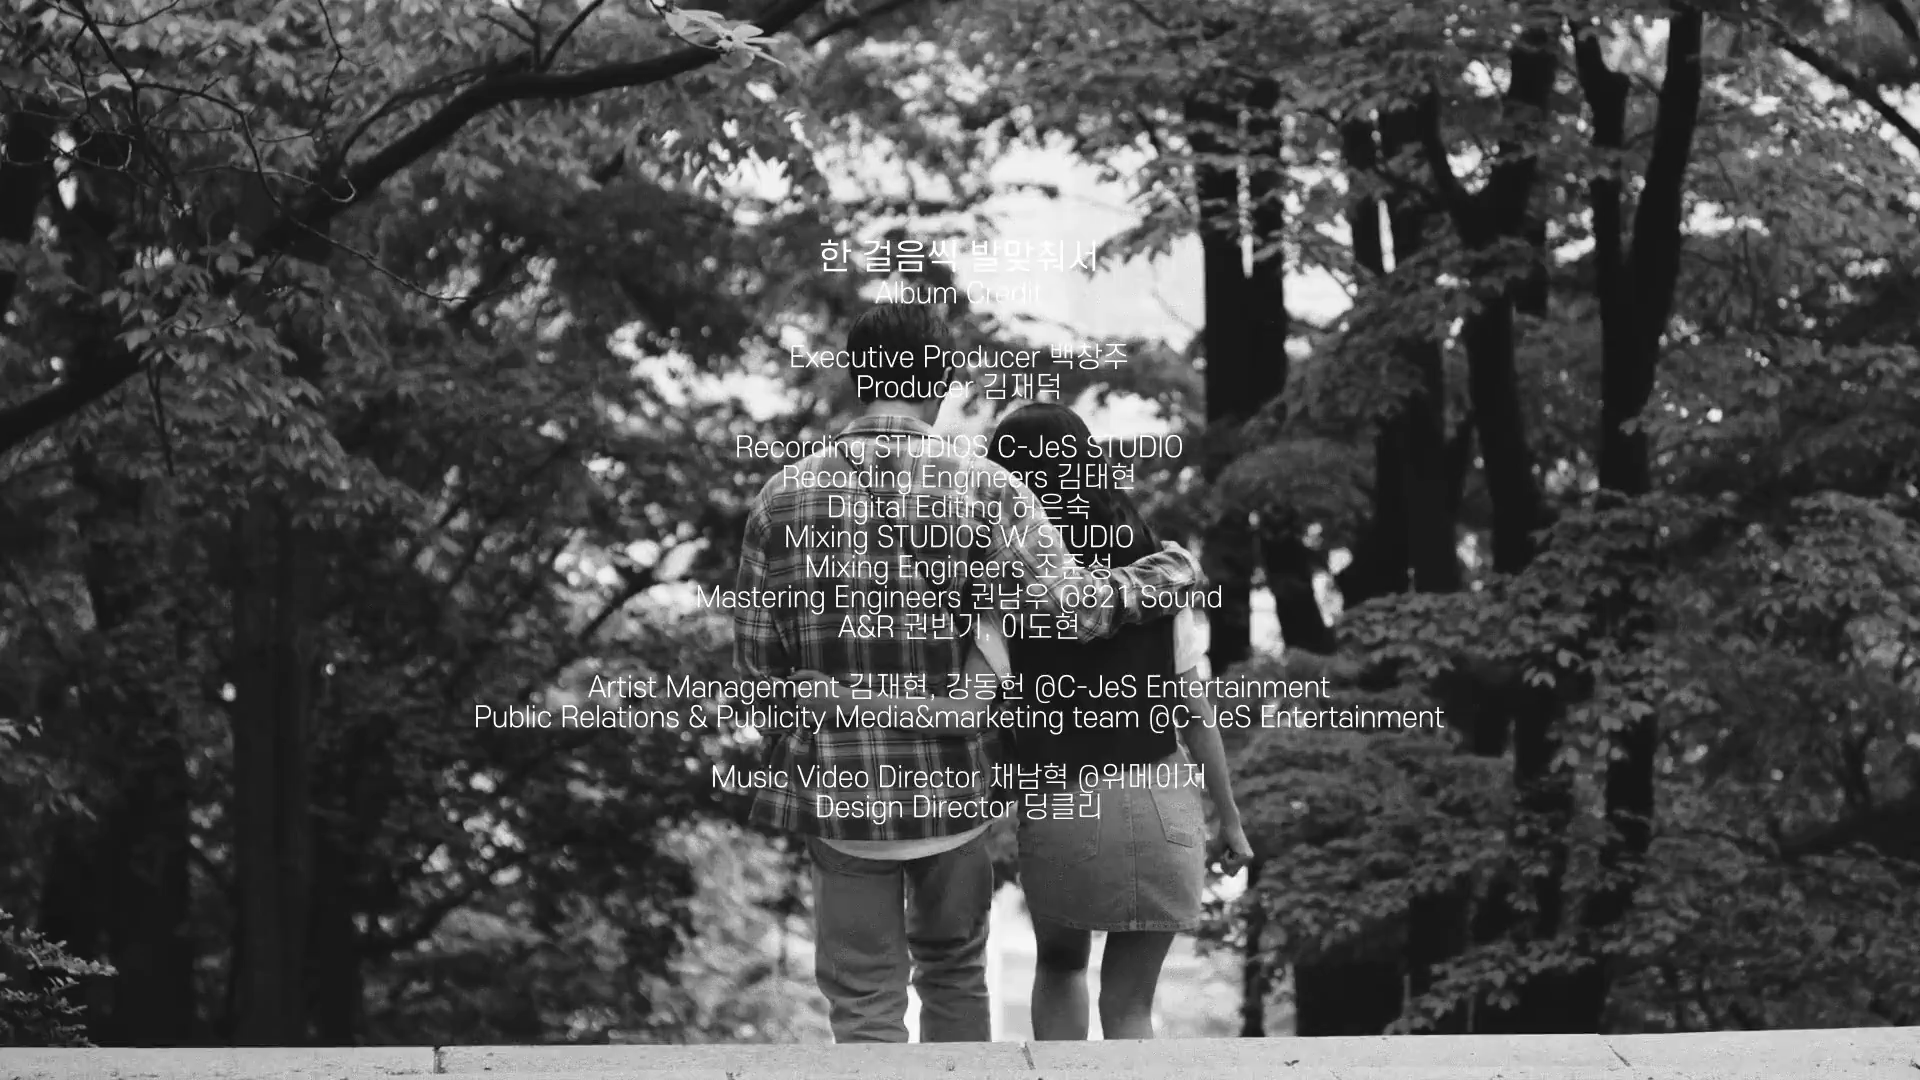 한 걸음씩 발맞춰서
Album Credit
Executive Producer 백창주
Producer 김재덕
Recording STUDIOS C-JeS STUDIO
Recording Engineers 김태현
Digital Editing 허은숙
Mixing STUDIOS W STUDIO
Mixing Engineers 조준성
Mastering Engineers 권남우 @821 Sound
A&R 권빈기, 이도현
Artist Management 김재현, 강동헌 @C-JeS Entertainment
Public Relations & Publicity Media&marketing team @C-JeS Entertainment
Music Video Director 채남혁 @위메이저
Design Director 딩클리